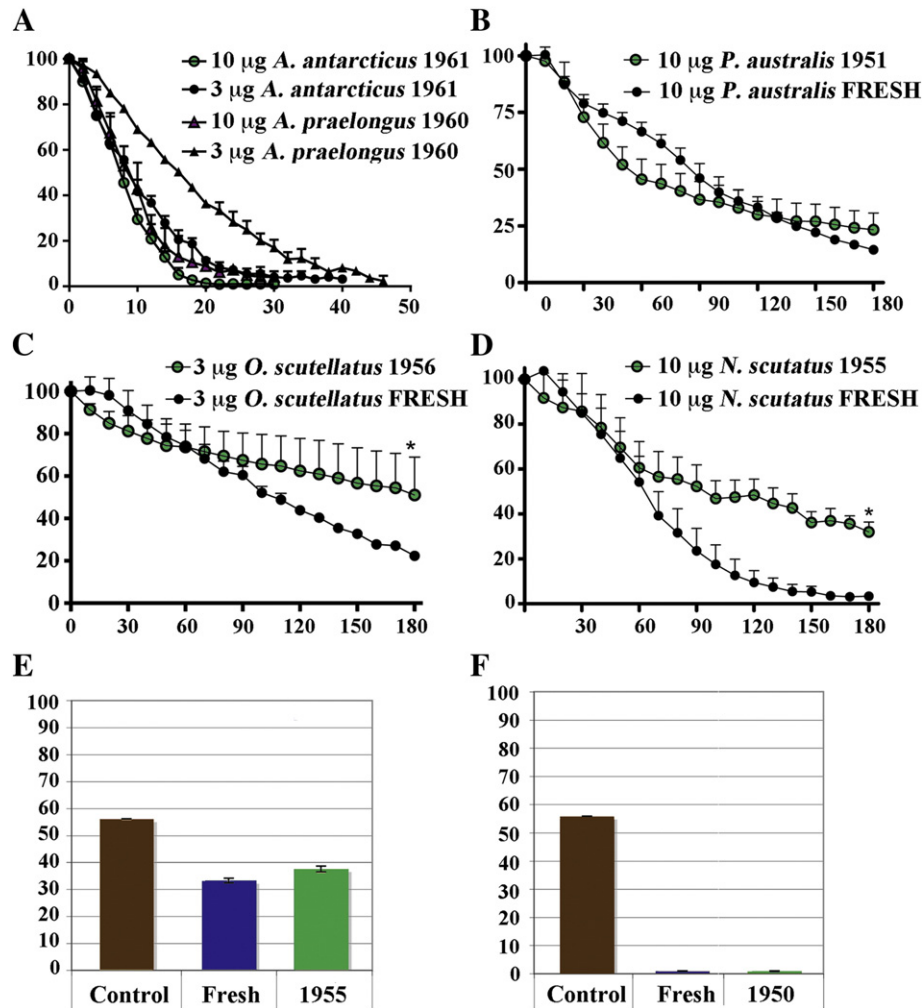 A
10 µg A. antarcticus 1961
3 µg A. antarcticus 1961
10 µg A. praelongus 1960
3 µg A. praelongus 1960
100
80
60
40
20
0
0 10 20 30 40 50
B
10 µg P. australis 1951
10 µg P. australis FRESH
100
75
50
25
0
0 30 60 90 120 150 180
C
3 µg O. scutellatus 1956
3 µg O. scutellatus FRESH
100
80
60
40
20
0
*
0 30 60 90 120 150 180
D
10 µg N. scutatus 1955
10 µg N. scutatus FRESH
100
80
60
40
20
0
*
30 60 90 120 150 180
E
100
90
80
70
60
50
40
30
20
10
0
Control Fresh 1955
F
100
90
80
70
60
50
40
30
20
10
0
Control Fresh 1950